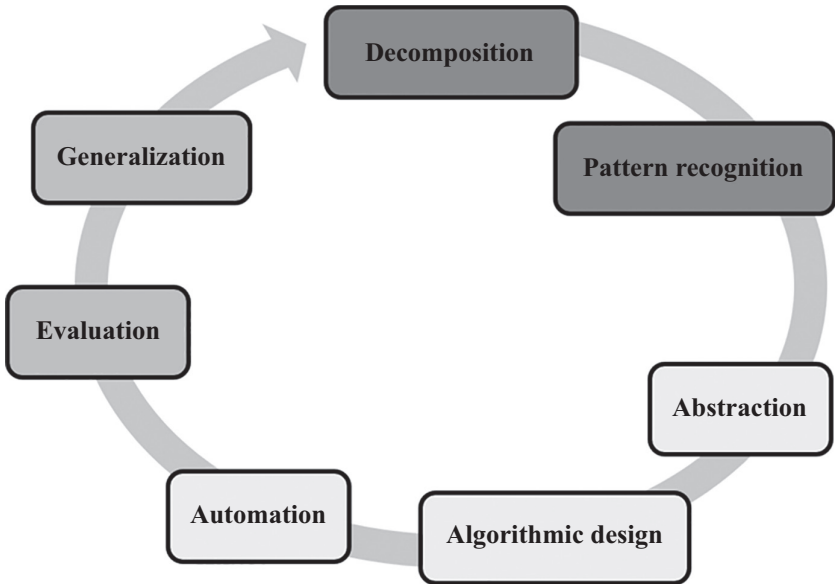 Decomposition
Pattern recognition
Abstraction
Algorithmic design
Automation
Evaluation
Generalization